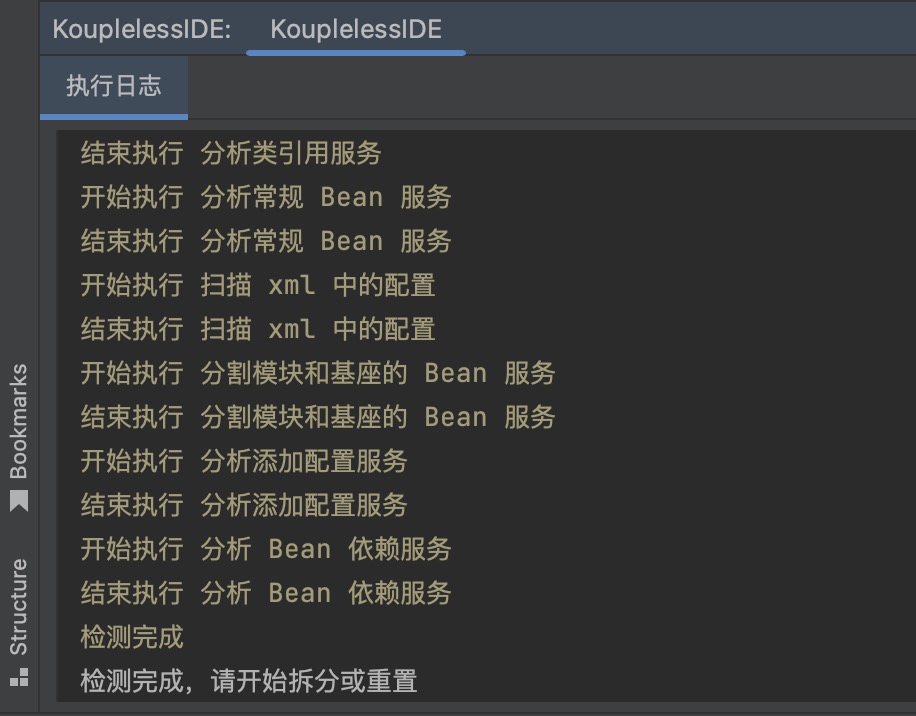 KouplelessIDE: KouplelessIDE
执行日志
结束执行 分析类引用服务
开始执行 分析常规 Bean 服务
结束执行 分析常规 Bean 服务
开始执行 扫描 xml 中的配置
结束执行 扫描 xml 中的配置
开始执行 分割模块和基座的 Bean 服务
结束执行 分割模块和基座的 Bean 服务
开始执行 分析添加配置服务
结束执行 分析添加配置服务
开始执行 分析 Bean 依赖服务
结束执行 分析 Bean 依赖服务
检测完成
检测完成, 请开始拆分或重置
Bookmarks
Structure